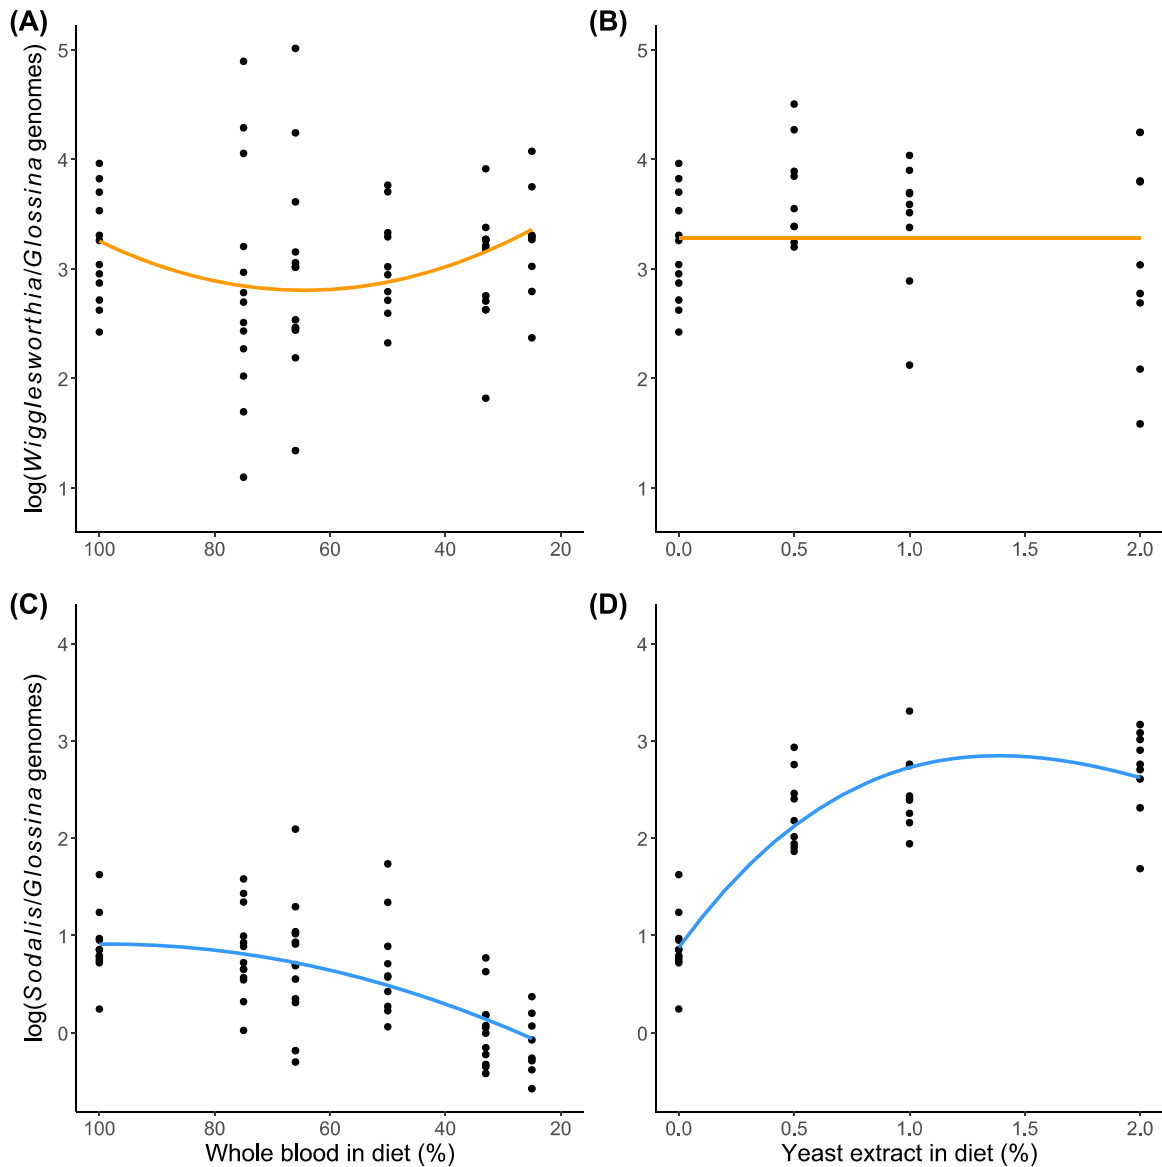 (A)
log(Wigglesworthia/Glossina genomes)
5
4
3
2
1
100 80 60 40 20
(B)
5
4
3
2
1
0.0 0.5 1.0 1.5 2.0
(C)
log(Sodalis/Glossina genomes)
4
3
2
1
0
100 80 60 40 20
Whole blood in diet (%)
(D)
4
3
2
1
0
0.0 0.5 1.0 1.5 2.0
Yeast extract in diet (%)